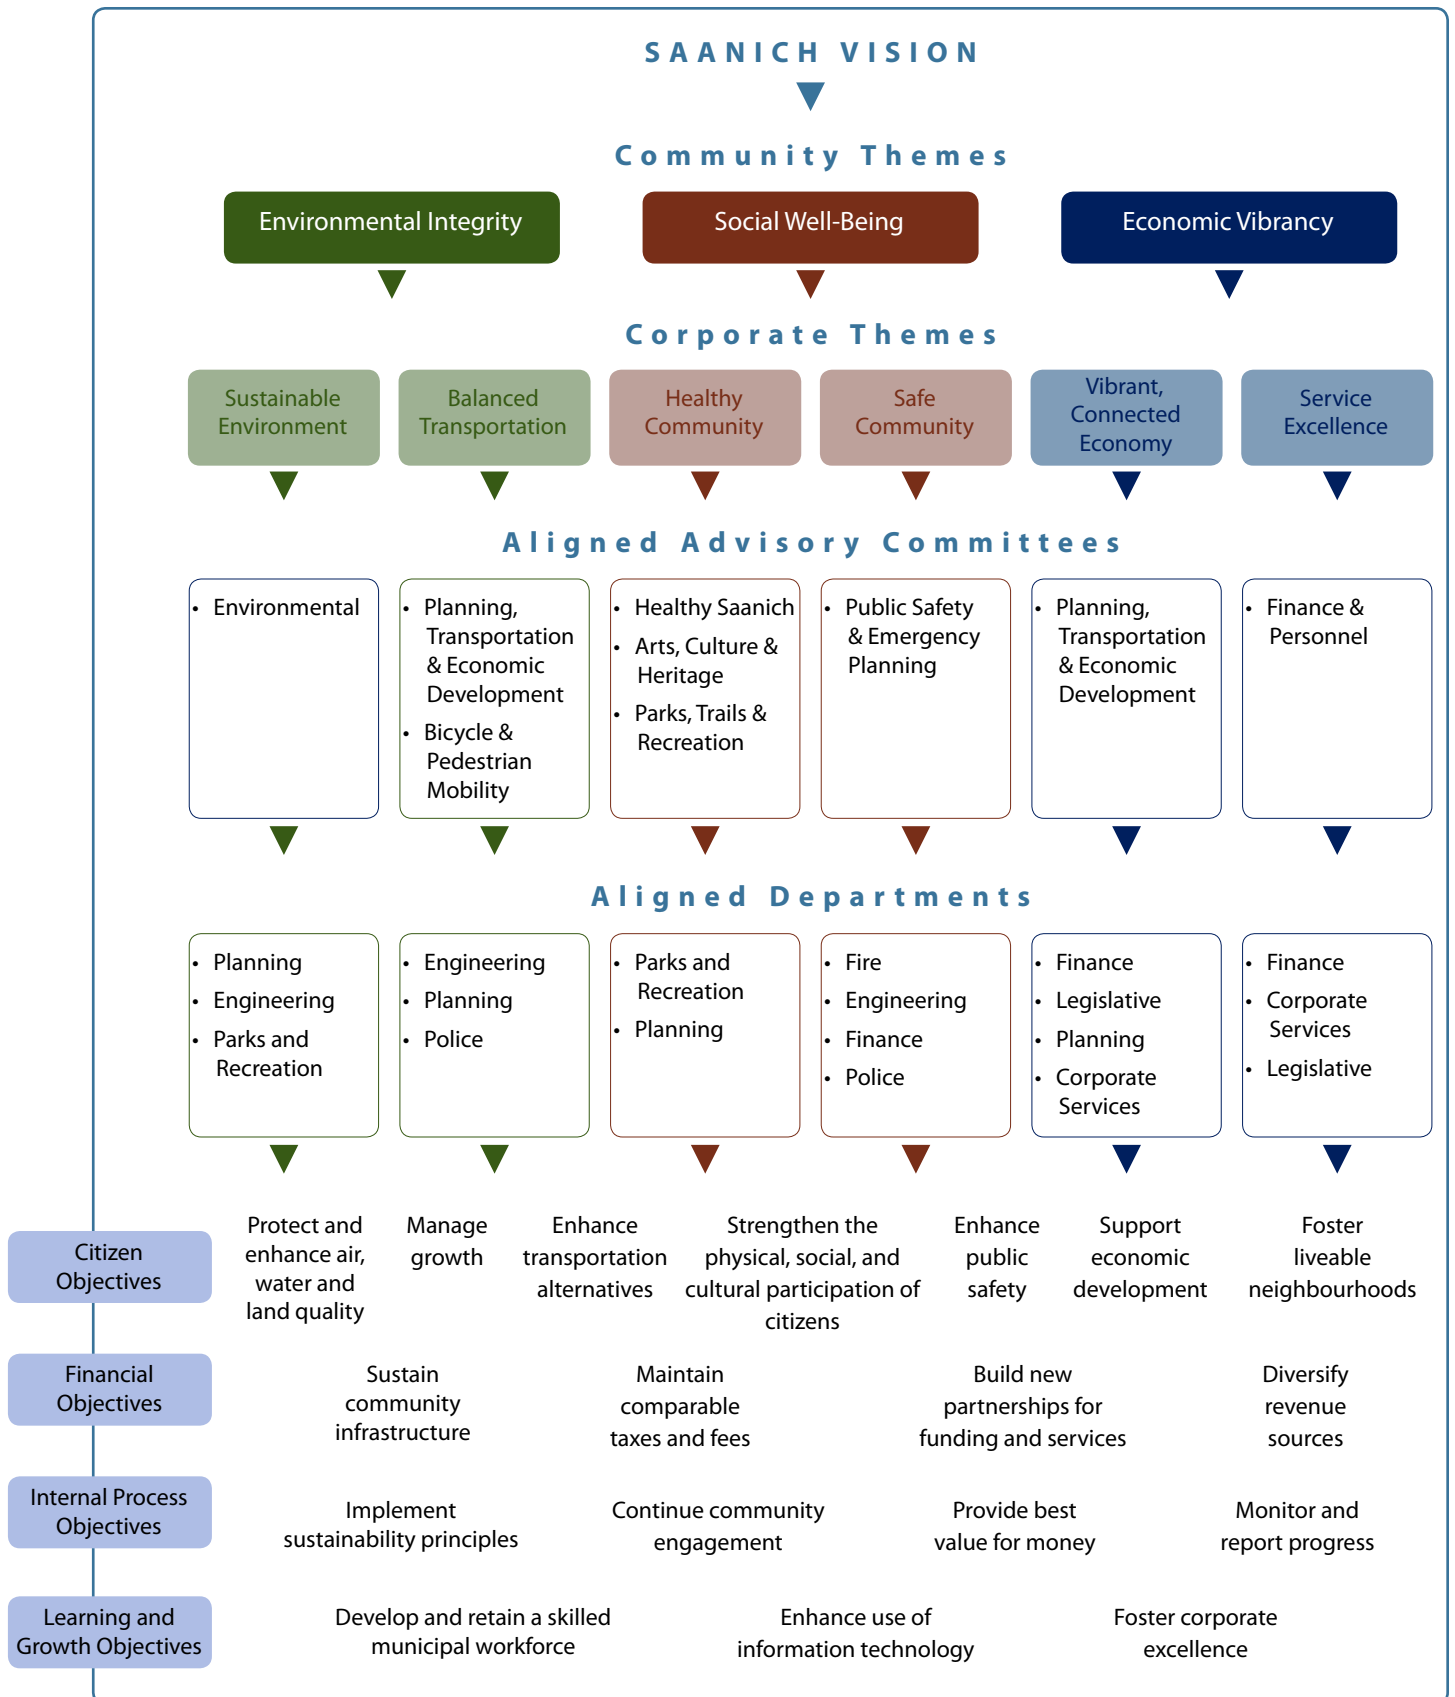 SAANICH VISION
Community Themes
Environmental Integrity
Social Well-Being
Economic Vibrancy
Corporate Themes
Sustainable
Environment
Balanced
Transportation
Healthy
Community
Safe
Community
Vibrant,
Connected
Economy
Service
Excellence
Aligned Advisory Committees
• Environmental
• Planning,
Transportation
& Economic
Development
• Bicycle &
Pedestrian
Mobility
• Healthy Saanich
• Arts, Culture &
Heritage
• Parks, Trails &
Recreation
• Public Safety
& Emergency
Planning
• Planning,
Transportation
& Economic
Development
• Finance &
Personnel
Aligned Departments
• Planning
• Engineering
• Parks and
Recreation
• Engineering
• Planning
• Police
• Parks and
Recreation
• Planning
• Fire
• Engineering
• Finance
• Police
• Finance
• Legislative
• Planning
• Corporate
Services
• Finance
• Corporate
Services
• Legislative
Citizen
Objectives
Protect and
enhance air,
water and
land quality
Manage
growth
Enhance
transportation
alternatives
Strengthen the
physical, social, and
cultural participation of
citizens
Enhance
public
safety
Support
economic
development
Foster
liveable
neighbourhoods
Financial
Objectives
Sustain
community
infrastructure
Maintain
comparable
taxes and fees
Build new
partnerships for
funding and services
Diversify
revenue
sources
Internal Process
Objectives
Implement
sustainability principles
Continue community
engagement
Provide best
value for money
Monitor and
report progress
Learning and
Growth Objectives
Develop and retain a skilled
municipal workforce
Enhance use of
information technology
Foster corporate
excellence